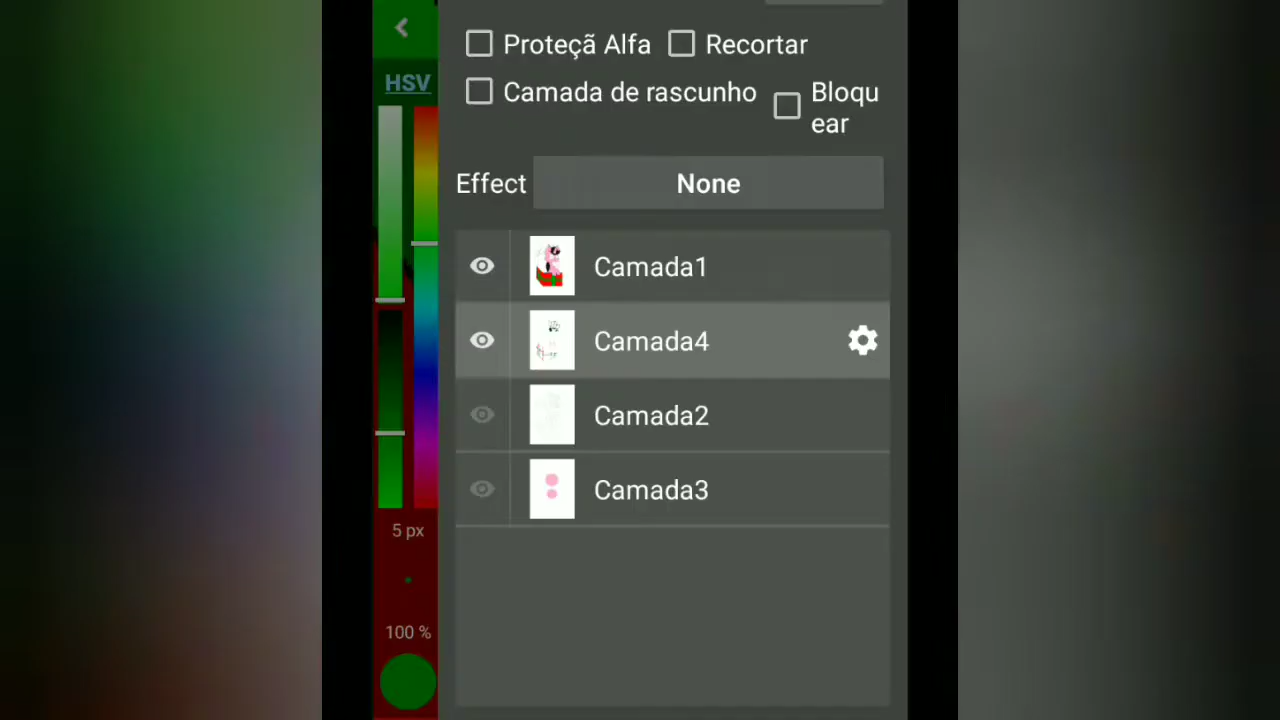 Proteçã Alfa
Recortar
HSV
Camada de rascunho
Bloqu
ear
Effect
None
Camada1
Camada4
Camada2
Camada3
5 px
100 %